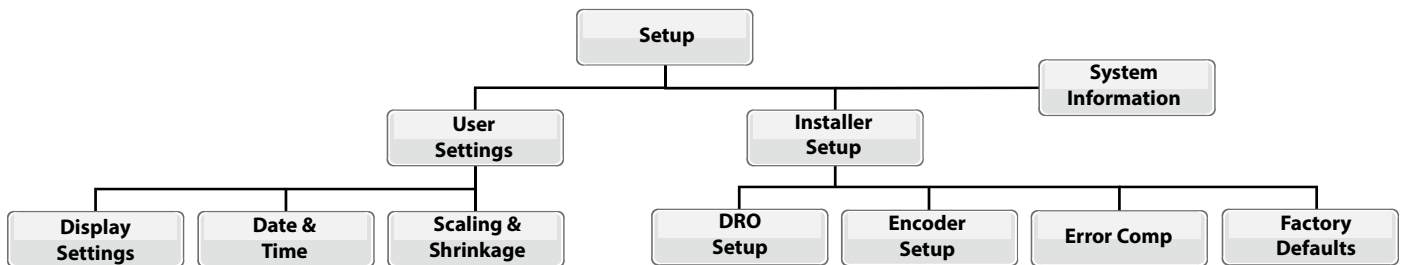 Setup
System
Information
User
Settings
Installer
Setup
Display
Settings
Date &
Time
Scaling &
Shrinkage
DRO
Setup
Encoder
Setup
Error Comp
Factory
Defaults